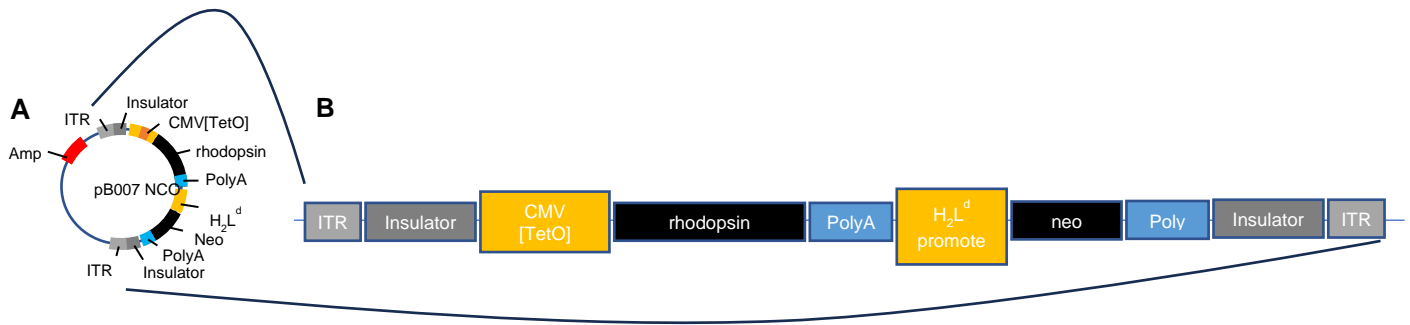 A
ITR
Insulator
CMV[TetO]
rhodopsin
Amp
PolyA
pB007 NCO
H2Ld
Neo
PolyA
Insulator
ITR
B
ITR
Insulator
CMV
[TetO]
rhodopsin
PolyA
H2Ld
promote
neo
Poly
Insulator
ITR